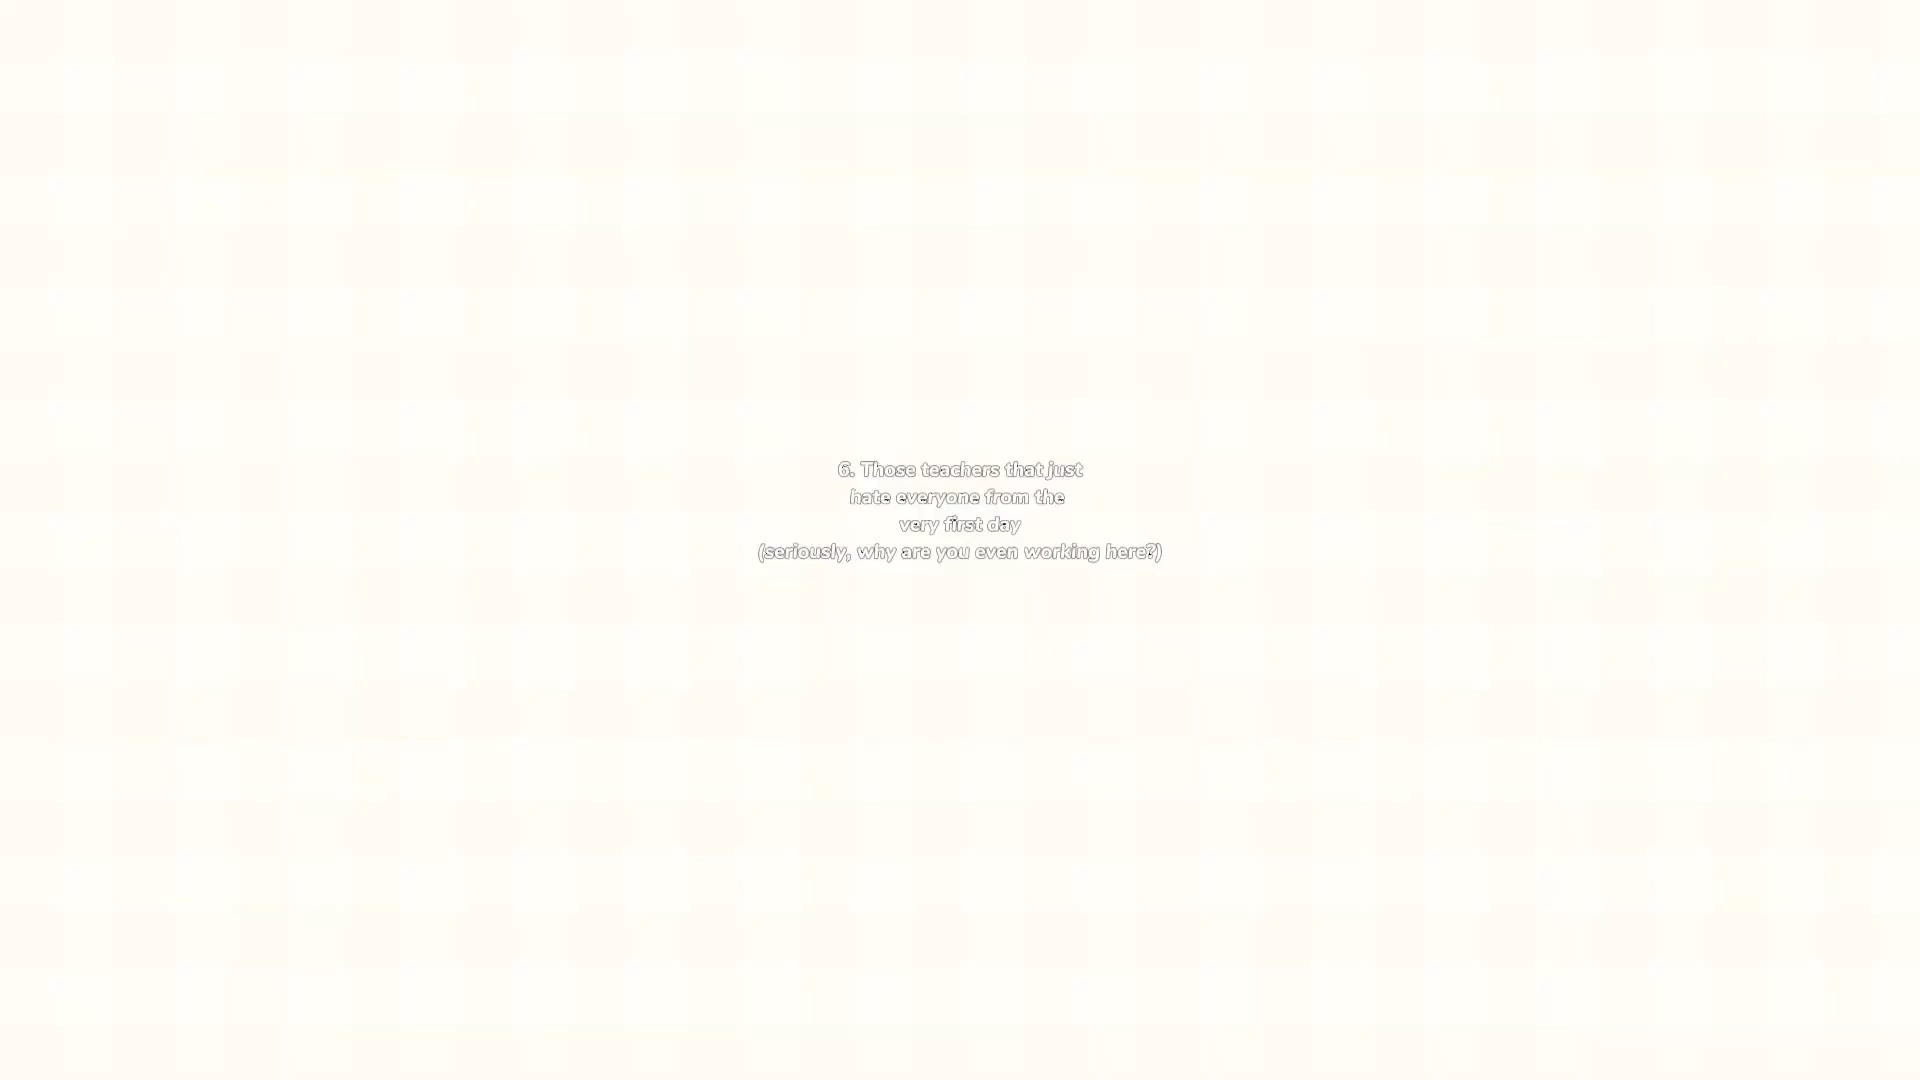 6. Those teachers that just
hate everyone from the
very first day
(seriously, why are you even working here?)